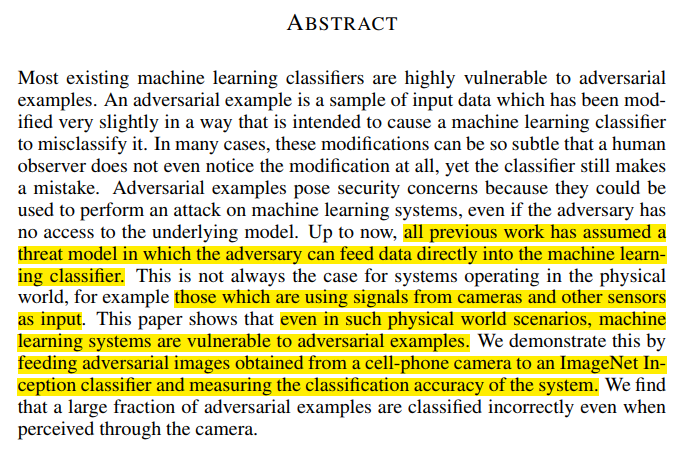 ABSTRACT
Most existing machine learning classifiers are highly vulnerable to adversarial
examples. An adversarial example is a sample of input data which has been mod-
ified very slightly in a way that is intended to cause a machine learning classifier
to misclassify it. In many cases, these modifications can be so subtle that a human
observer does not even notice the modification at all, yet the classifier still makes
a mistake. Adversarial examples pose security concerns because they could be
used to perform an attack on machine learning systems, even if the adversary has
no access to the underlying model. Up to now, all previous work has assumed a
threat model in which the adversary can feed data directly into the machine learn-
ing classifier. This is not always the case for systems operating in the physical
world, for example those which are using signals from cameras and other sensors
as input. This paper shows that even in such physical world scenarios, machine
learning systems are vulnerable to adversarial examples. We demonstrate this by
feeding adversarial images obtained from a cell-phone camera to an ImageNet In-
ception classifier and measuring the classification accuracy of the system. We find
that a large fraction of adversarial examples are classified incorrectly even when
perceived through the camera.